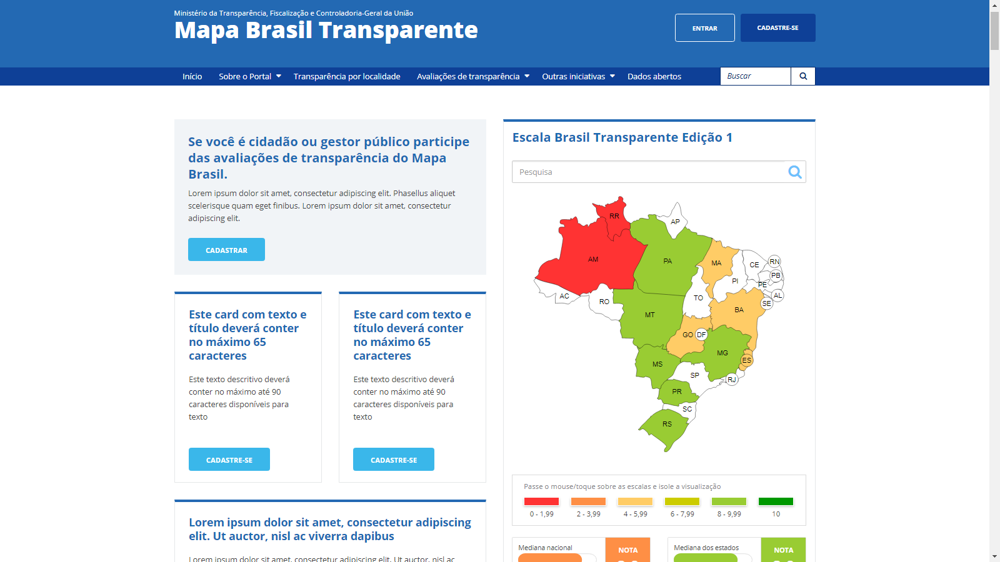 Ministério da Transparência, Fiscalização e Controladoria-Geral da União
Mapa Brasil Transparente
ENTRAR
CADASTRE-SE
Início
Sobre o Portal
Transparência por localidade
Avaliações de transparência
Outras iniciativas
Dados abertos
Buscar
Se você é cidadão ou gestor público participe
das avaliações de transparência do Mapa
Brasil.
Lorem ipsum dolor sit amet, consectetur adipiscing elit. Phasellus aliquet
scelerisque quam eget finibus. Lorem ipsum dolor sit amet, consectetur
adipiscing elit.
CADASTRAR
Este card com texto e
título deverá conter
no máximo 65
caracteres
Este texto descritivo deverá
conter no máximo até 90
caracteres disponíveis para
texto
CADASTRE-SE
Este card com texto e
título deverá conter
no máximo 65
caracteres
Este texto descritivo deverá
conter no máximo até 90
caracteres disponíveis para
texto
CADASTRE-SE
Lorem ipsum dolor sit amet, consectetur adipiscing
elit. Ut auctor, nisl ac viverra dapibus
Lorem ipsum dolor sit amet, consectetur adipiscing elit. Ut auctor, nisl ac
Escala Brasil Transparente Edição 1
Pesquisa
RR
AP
AM
PA
MA
CE
RN
PI
PB
PE
AC
RO
TO
AL
SE
MT
BA
GO
DF
MG
MS
ES
SP
RJ
PR
SC
RS
Passe o mouse/toque sobre as escalas e isole a visualização
0 - 1,99
2 - 3,99
4 - 5,99
6 - 7,99
8 - 9,99
10
Mediana nacional
NOTA
Mediana dos estados
NOTA